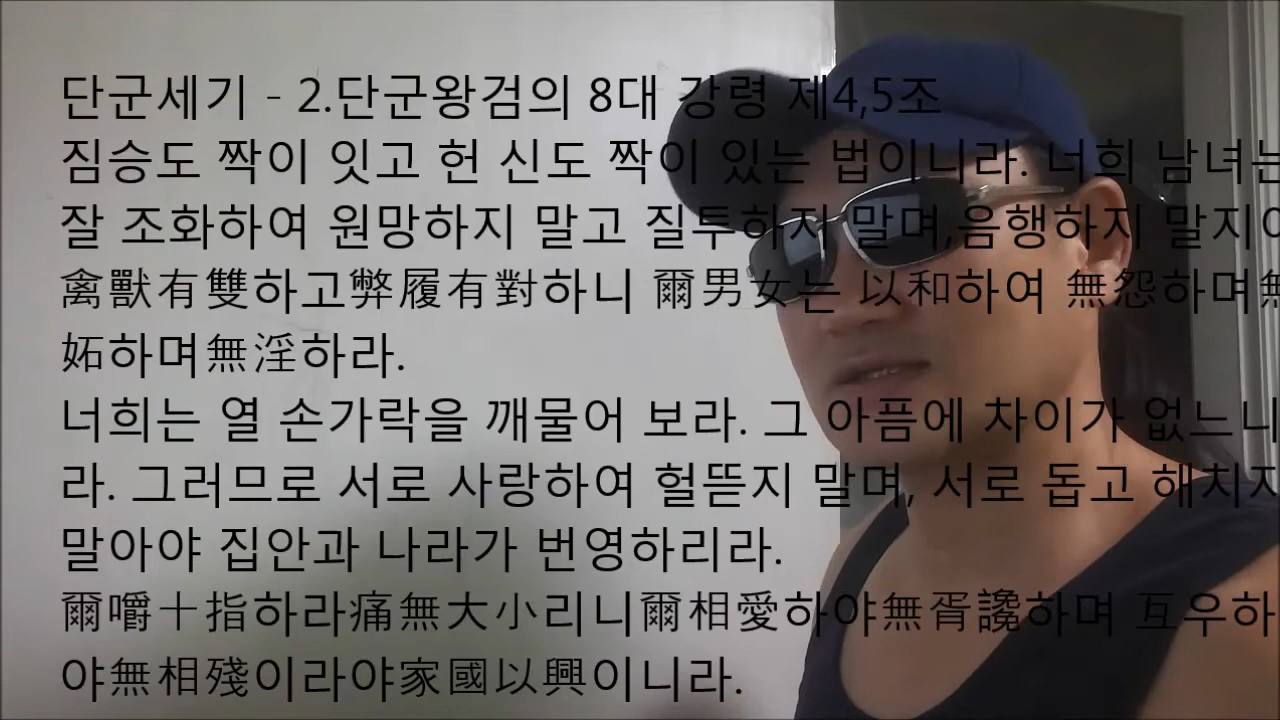 단군세기 - 2.단군왕검의 8대 강령 제4,5조
짐승도 짝이 잇고 헌 신도 짝이 있는 법이니라. 너희 남녀는
잘 조화하여 원망하지 말고 질투하지 말며,음행하지 말지
禽獸有雙하고弊履有對하니 爾男女는 以和하여 無怨하며無
妬하며無淫하라.
너희는 열 손가락을 깨물어 보라. 그 아픔에 차이가 없느니
라. 그러므로 서로 사랑하여 헐뜯지 말며, 서로 돕고 해치지
말아야 집안과 나라가 번영하리라.
爾嚼十指하라痛無大小리니爾相愛하야無胥讒하며 互우하
야無相殘이라야家國以興이니라.